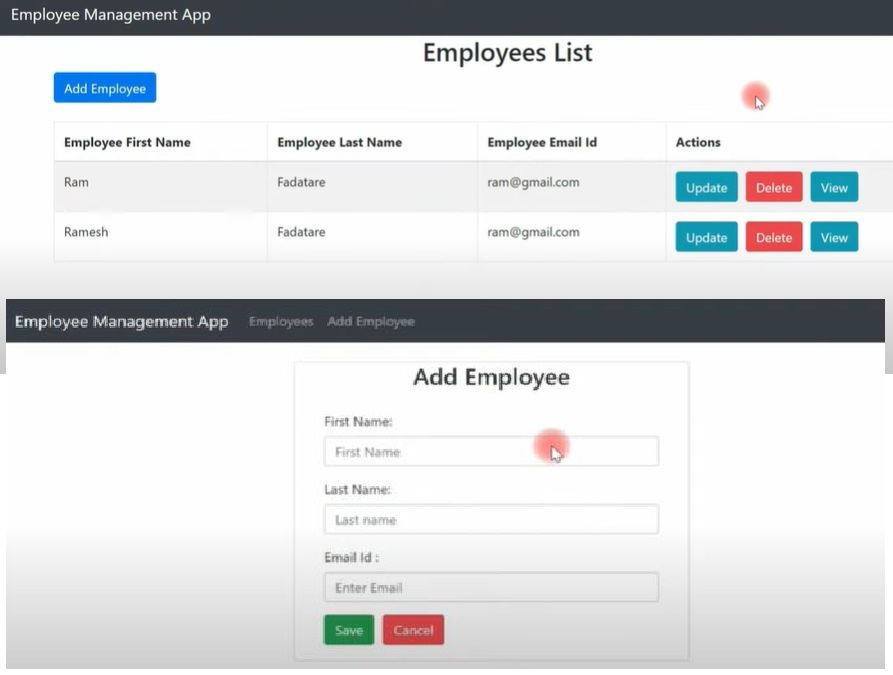 Employee Management App
Employees List
Add Employee
Employee First Name Employee Last Name Employee Email Id Actions
Ram Fadatare ram@gmail.com Update Delete View
Ramesh Fadatare ram@gmail.com Update Delete View
Employee Management App Employees Add Employee
Add Employee
First Name:
First Name
Last Name:
Last name
Email Id :
Enter Email
Save Cancel